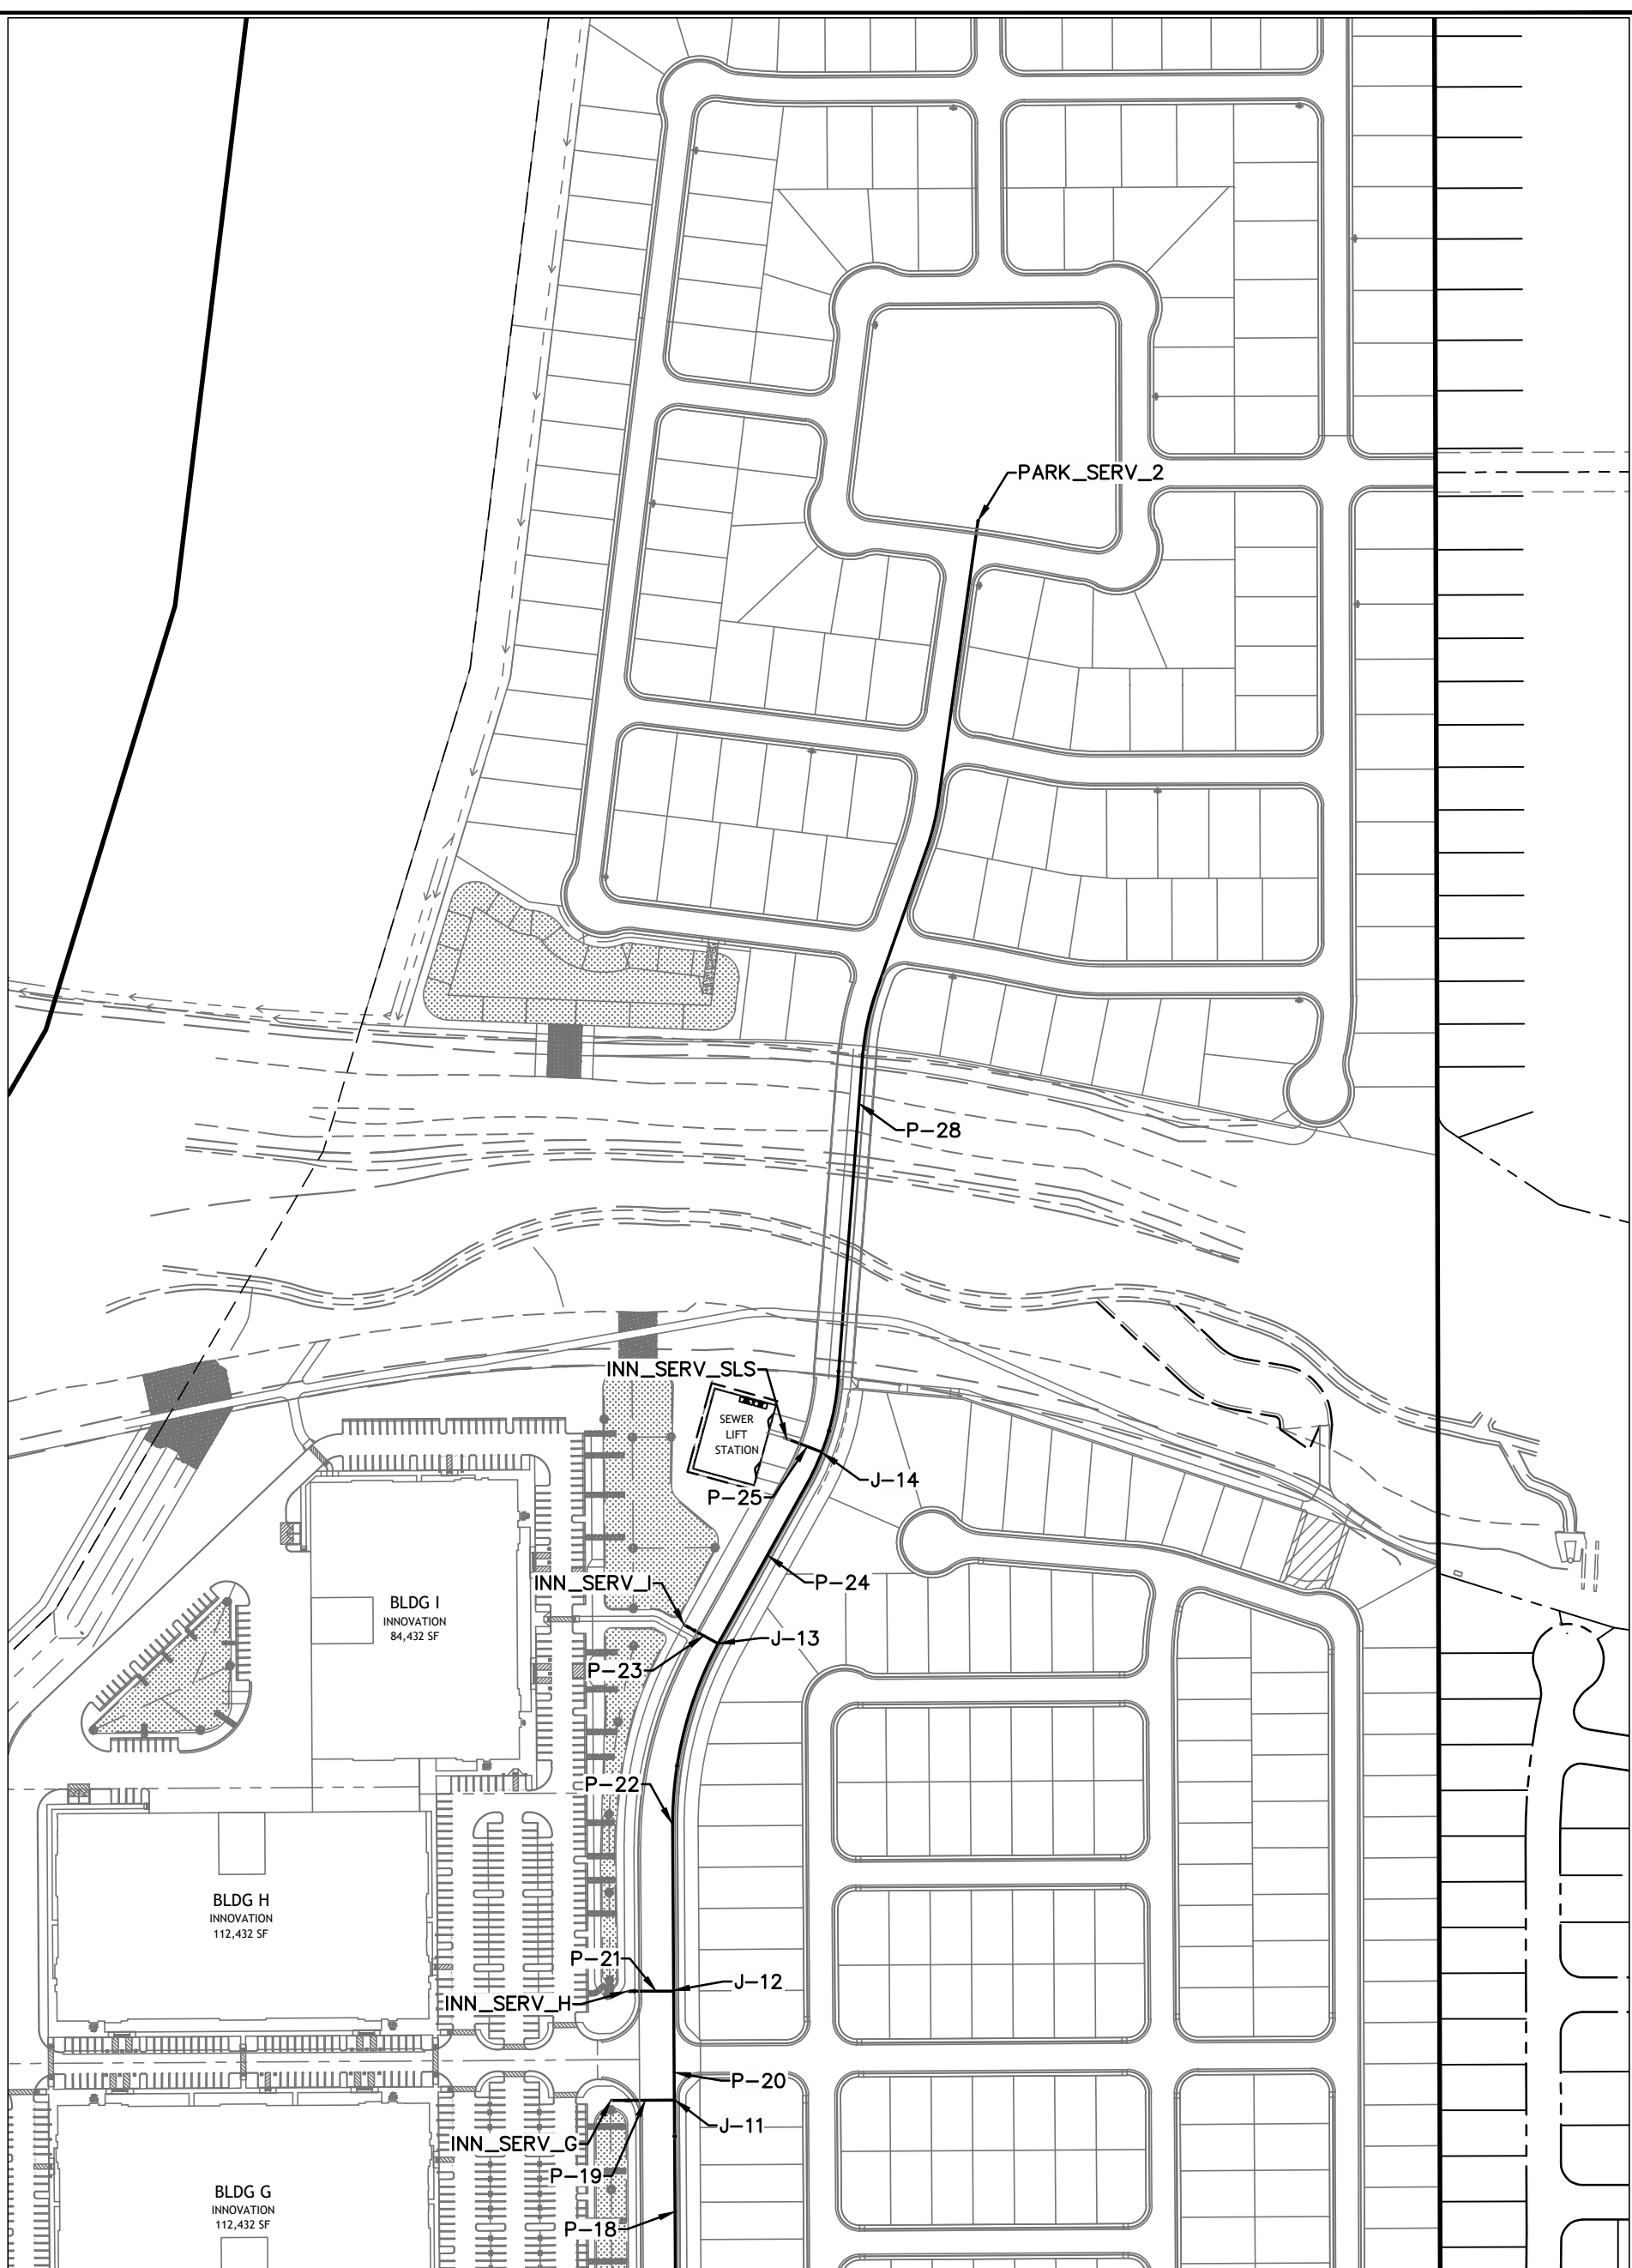 PARK_SERV_2
P-28
INN_SERV_SLS
SEWER
LIFT
STATION
J-14
P-25
P-24
INN_SERV_I
BLDG I
INNOVATION
84,432 SF
J-13
P-23
P-22
BLDG H
INNOVATION
112,432 SF
P-21
J-12
INN_SERV_H
P-20
J-11
INN_SERV_G
P-19
BLDG G
INNOVATION
112,432 SF
P-18